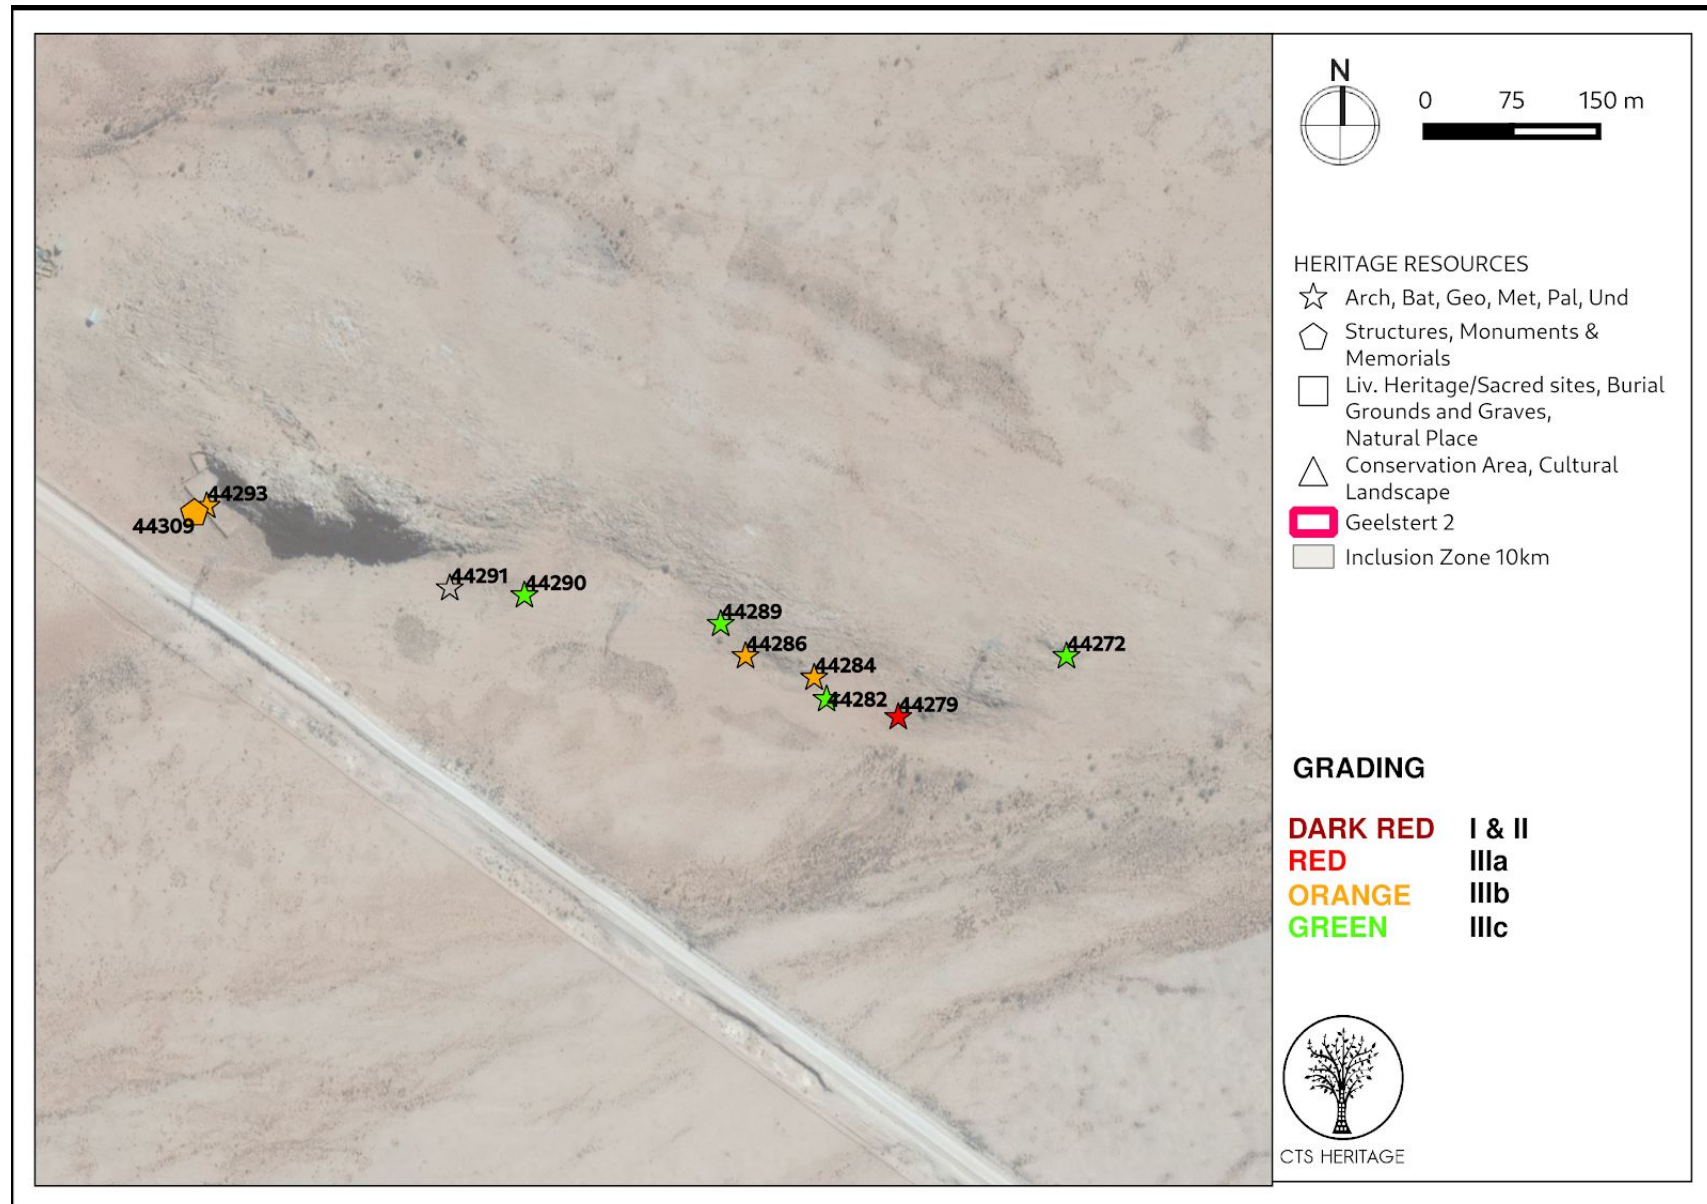 N
0 75 150 m
HERITAGE RESOURCES
Arch, Bat, Geo, Met, Pal, Und
Structures, Monuments &
Memorials
Liv. Heritage/Sacred sites, Burial
Grounds and Graves,
Natural Place
Conservation Area, Cultural
Landscape
Geelstert 2
Inclusion Zone 10km
44293
44309
44291
44290
44289
44286
44284
44282
44279
44272
GRADING
DARK RED I & II
RED IIIa
ORANGE IIIb
GREEN IIIc
CTS HERITAGE